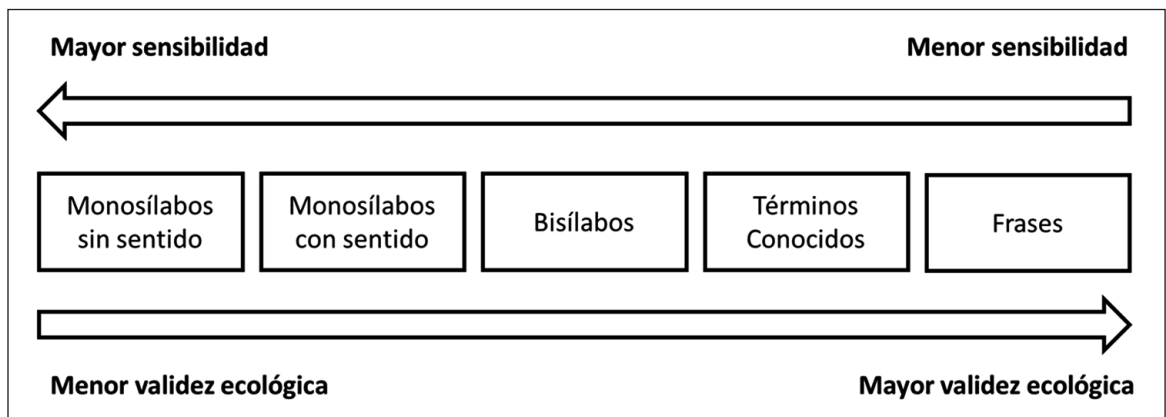 Mayor sensibilidad
Menor sensibilidad
Monosílabos
sin sentido
Monosílabos
con sentido
Bisílabos
Términos
Conocidos
Frases
Menor validez ecológica
Mayor validez ecológica